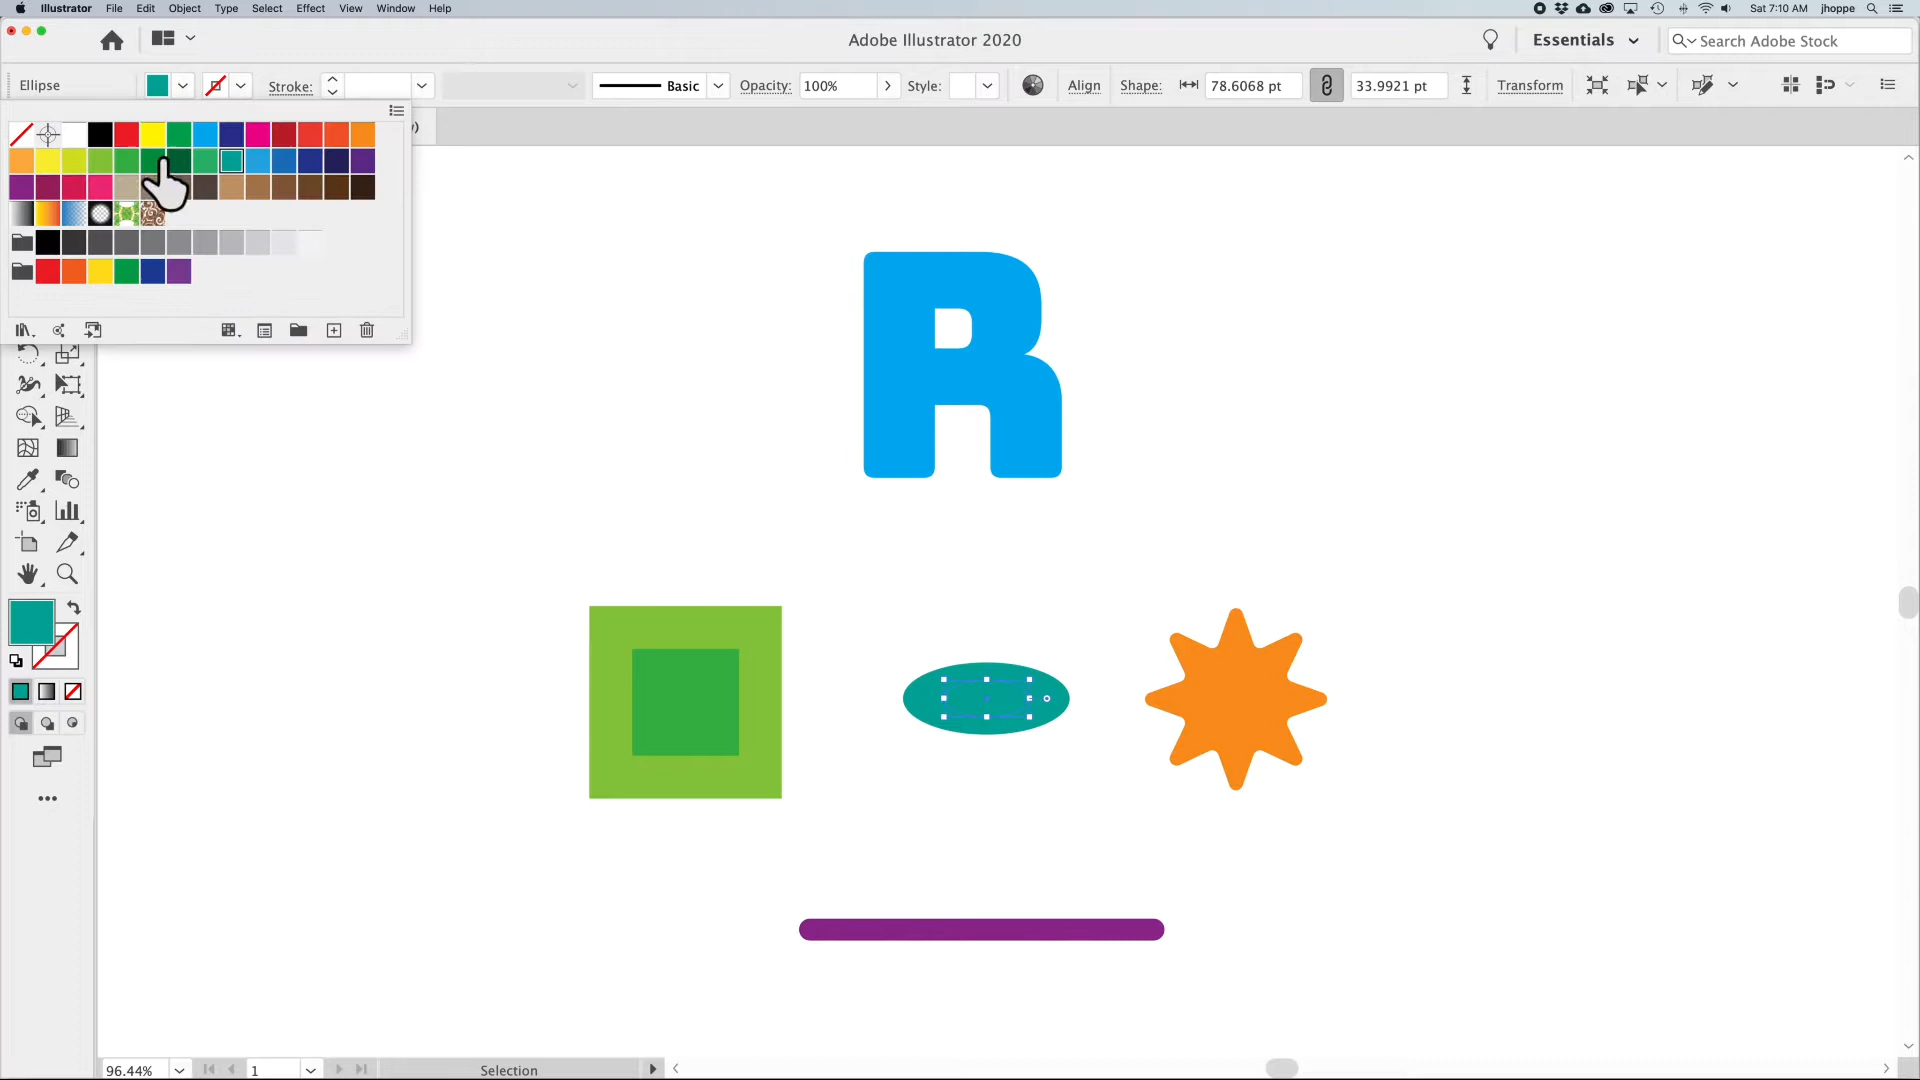 Illustrator File Edit Object Type Select Effect View Window Help Sat 7:10 AM jhoppe
Adobe Illustrator 2020 Essentials Search Adobe Stock
Ellipse Stroke: Basic Opacity: 100% Style: Align Shape: 78.6068 pt 33.9921 pt Transform
)
R
96.44% 1 Selection